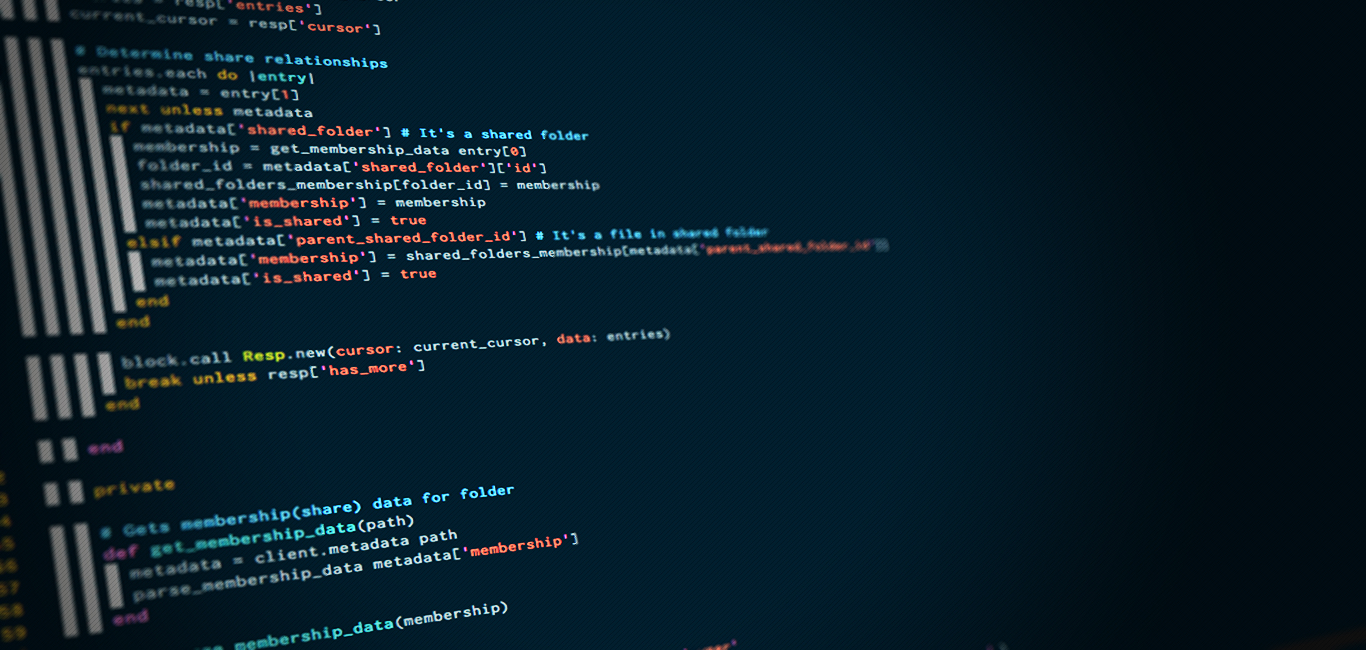 = resp['entries']
current_cursor = resp['cursor']
# Determine share relationships
entries.each do |entry|
metadata = entry[1]
next unless metadata
if metadata['shared_folder'] # It's a shared folder
membership = get_membership_data entry[0]
folder_id = metadata['shared_folder']['id']
shared_folders_membership[folder_id] = membership
metadata['membership'] = membership
metadata['is_shared'] = true
elsif metadata['parent_shared_folder_id'] # It's a file in shared folder
metadata['membership'] = shared_folders_membership[metadata['parent_shared_folder_id']]
metadata['is_shared'] = true
end
end
block.call Resp.new(cursor: current_cursor, data: entries)
break unless resp['has_more']
end
end
private
# Gets membership(share) data for folder
def get_membership_data(path)
metadata = client.metadata path
57 parse_membership_data metadata['membership']
58 end
59
membership_data(membership)